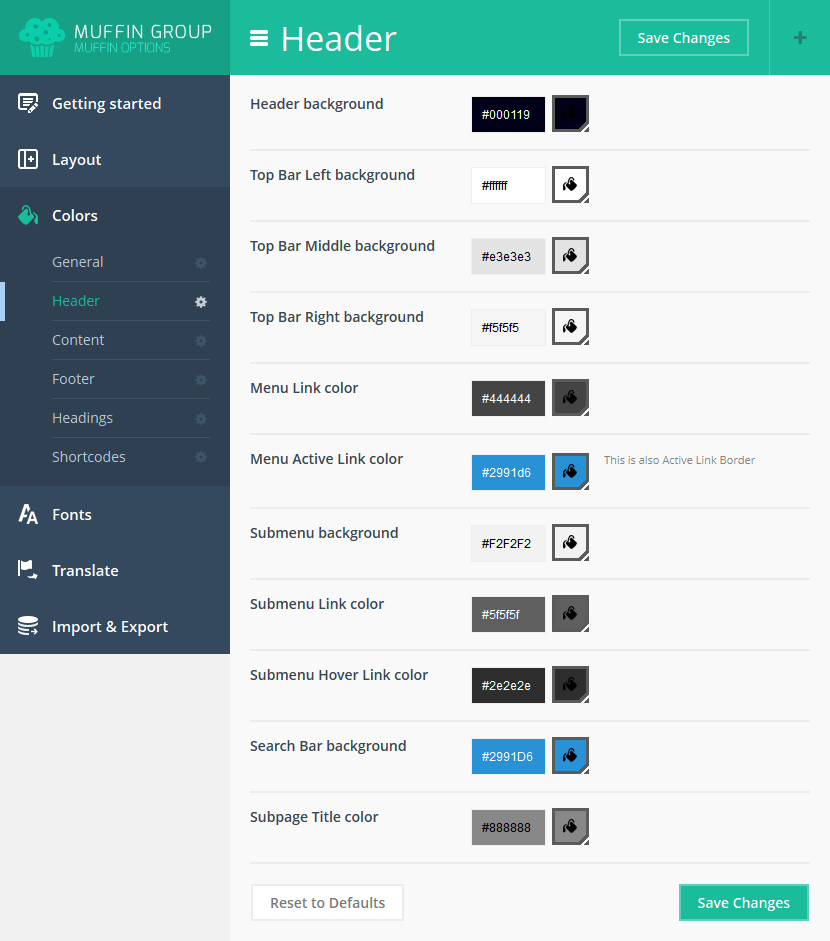 MUFFIN GROUP
MUFFIN OPTIONS
Header
Save Changes
Getting started
Layout
Colors
General
Header
Content
Footer
Headings
Shortcodes
Fonts
Translate
Import & Export
Header background #000119
Top Bar Left background #ffffff
Top Bar Middle background #e3e3e3
Top Bar Right background #f5f5f5
Menu Link color #444444
Menu Active Link color #2991d6 This is also Active Link Border
Submenu background #F2F2F2
Submenu Link color #5f5f5f
Submenu Hover Link color #2e2e2e
Search Bar background #2991D6
Subpage Title color #888888
Reset to Defaults
Save Changes